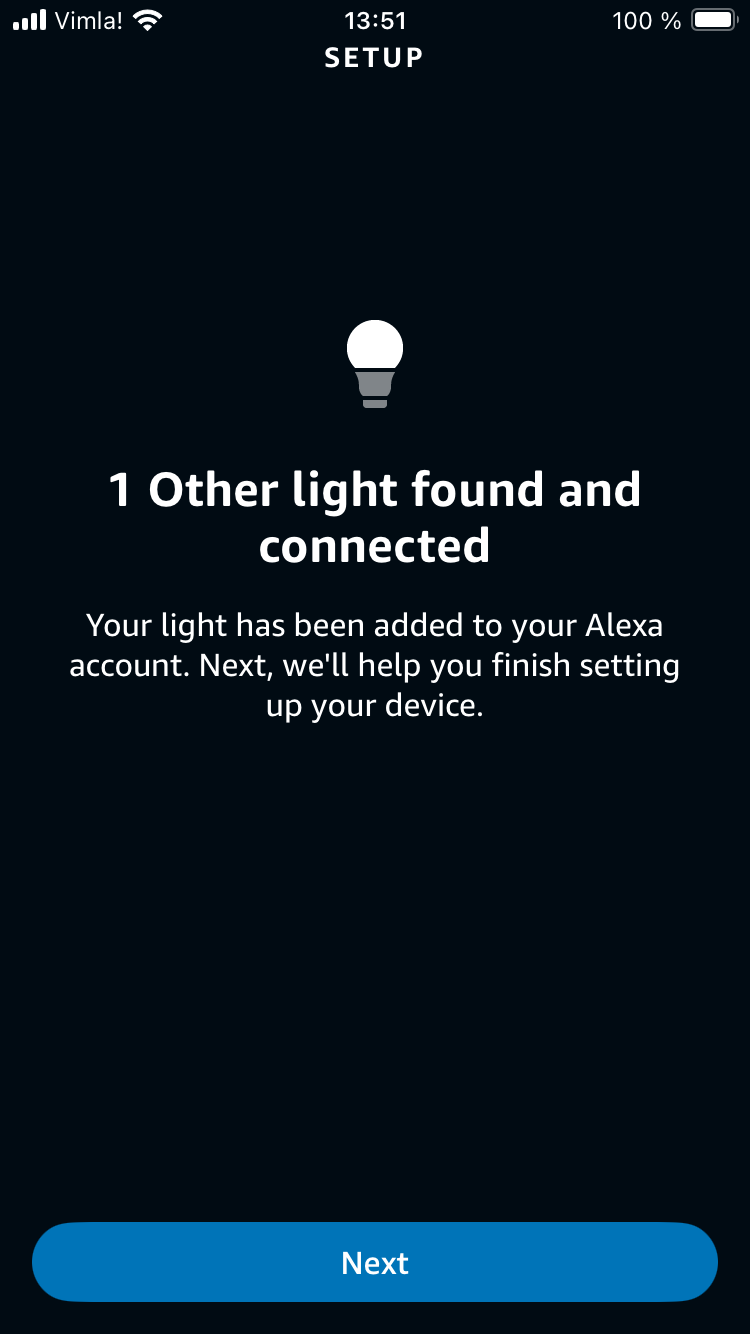 Vimla! 13:51 100 %
SETUP
1 Other light found and
connected
Your light has been added to your Alexa
account. Next, we'll help you finish setting
up your device.
Next